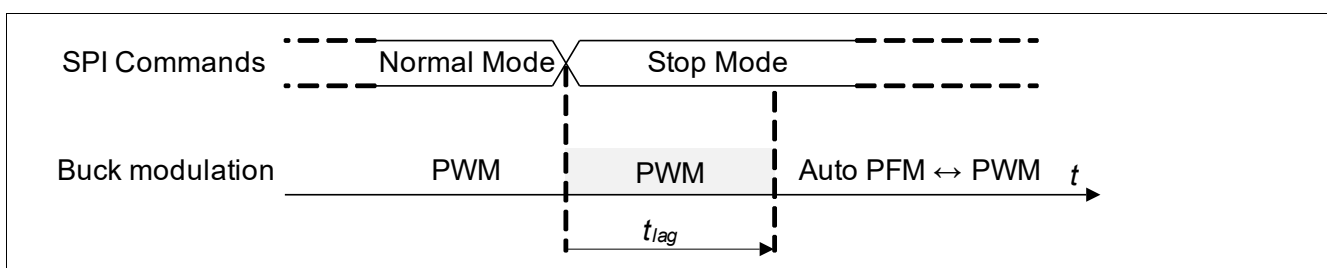 SPI Commands Normal Mode Stop Mode
Buck modulation PWM PWM Auto PFM ↔ PWM t
tlag